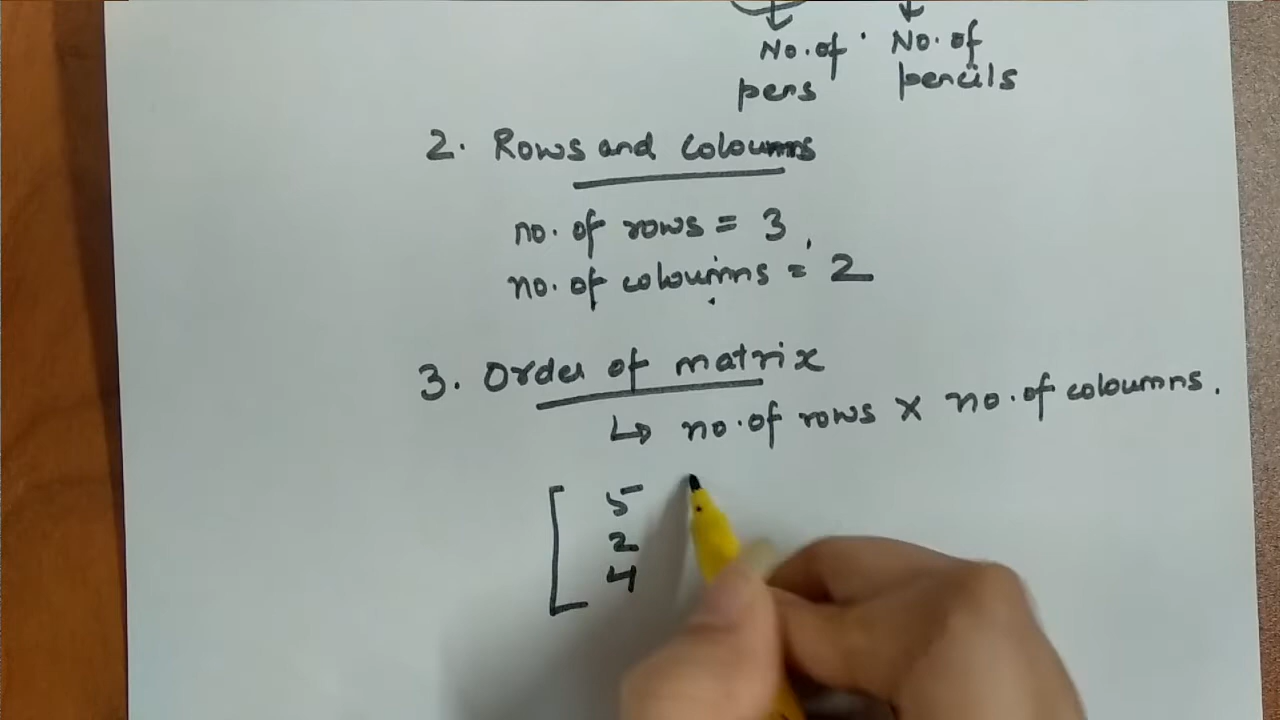 No. of No. of
pens pencils
2. Rows and coloumns
no. of rows = 3
no. of coloumns = 2
3. Order of matrix
↳ no. of rows × no. of coloumns.
[ 5
2
4